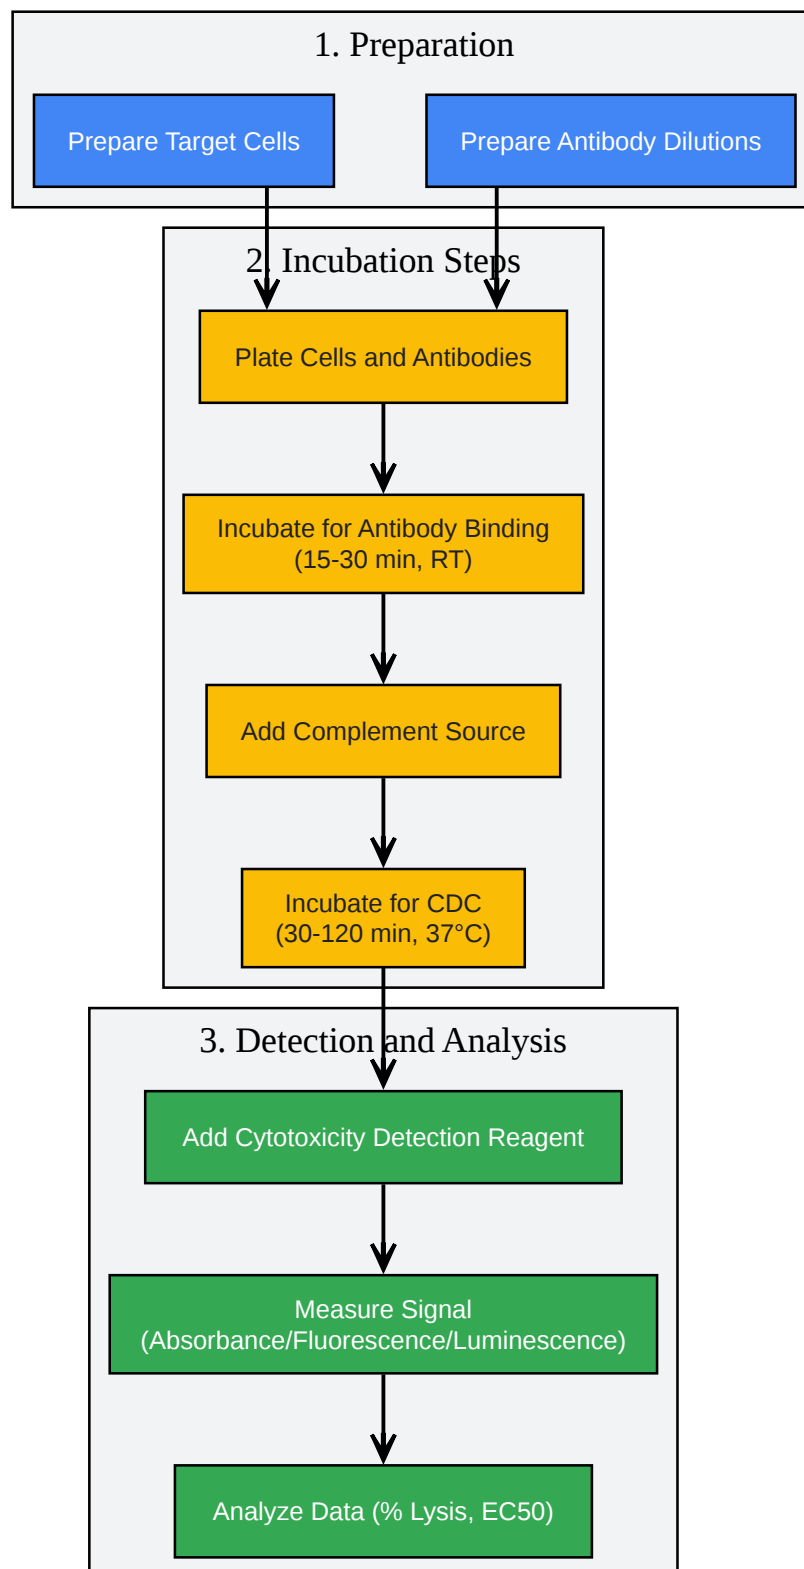 1. Preparation
Prepare Target Cells
Prepare Antibody Dilutions
2. Incubation Steps
Plate Cells and Antibodies
Incubate for Antibody Binding
(15-30 min, RT)
Add Complement Source
Incubate for CDC
(30-120 min, 37°C)
3. Detection and Analysis
Add Cytotoxicity Detection Reagent
Measure Signal
(Absorbance/Fluorescence/Luminescence)
Analyze Data (% Lysis, EC50)